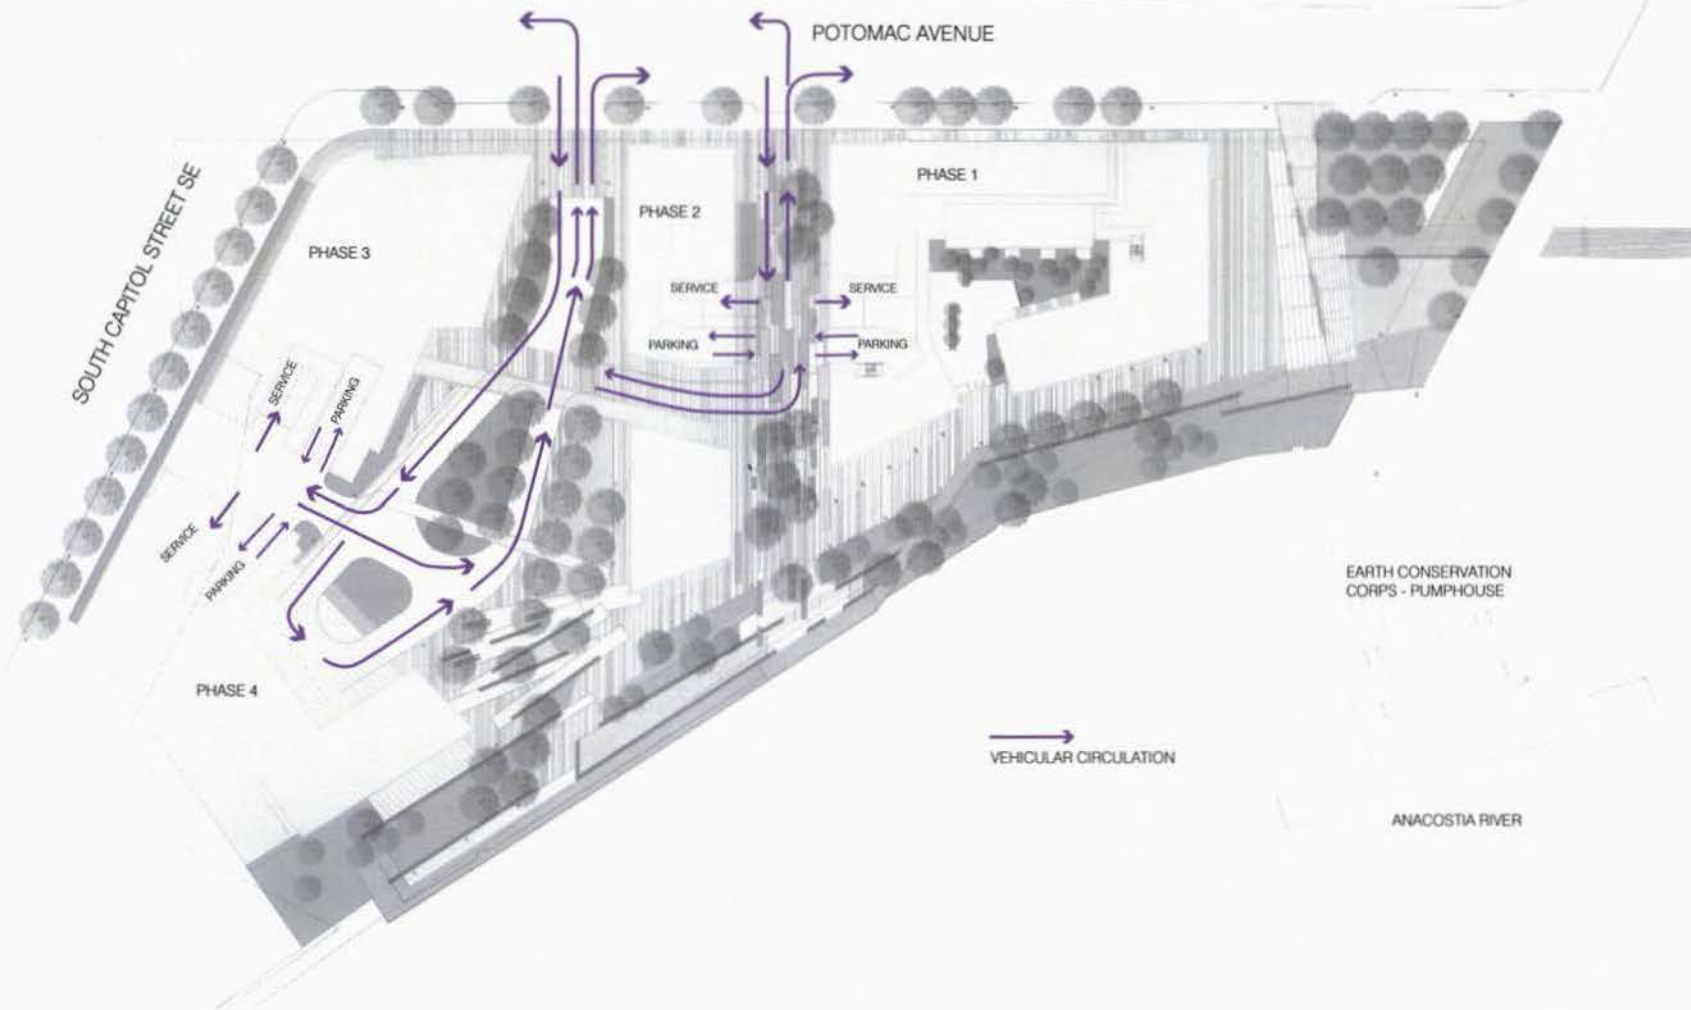 POTOMAC AVENUE
SOUTH CAPITOL STREET SE
PHASE 1
PHASE 2
PHASE 3
SERVICE
SERVICE
PARKING
PARKING
SERVICE
PARKING
SERVICE
PARKING
PHASE 4
EARTH CONSERVATION
CORPS - PUMPHOUSE
VEHICULAR CIRCULATION
ANACOSTIA RIVER